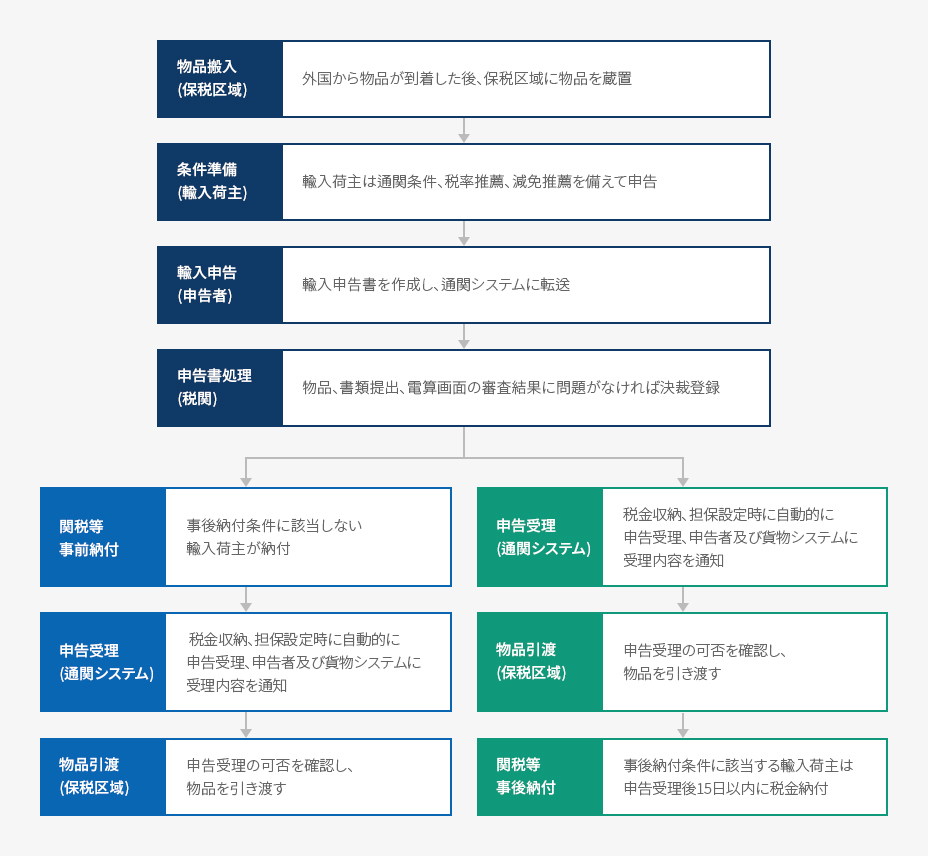 物品搬入
(保税区域)
外国から物品が到着した後、保税区域に物品を蔵置
条件準備
(輸入荷主)
輸入荷主は通関条件、税率推薦、減免推薦を備えて申告
輸入申告
(申告者)
輸入申告書を作成し、通関システムに転送
申告書処理
(税関)
物品、書類提出、電算画面の審査結果に問題がなければ決裁登録
関税等
事前納付
事後納付条件に該当しない
輸入荷主が納付
申告受理
(通関システム)
税金収納、担保設定時に自動的に
申告受理、申告者及び貨物システムに
受理内容を通知
物品引渡
(保税区域)
申告受理の可否を確認し、
物品を引き渡す
申告受理
(通関システム)
税金収納、担保設定時に自動的に
申告受理、申告者及び貨物システムに
受理内容を通知
物品引渡
(保税区域)
申告受理の可否を確認し、
物品を引き渡す
関税等
事後納付
事後納付条件に該当する輸入荷主は
申告受理後15日以内に税金納付